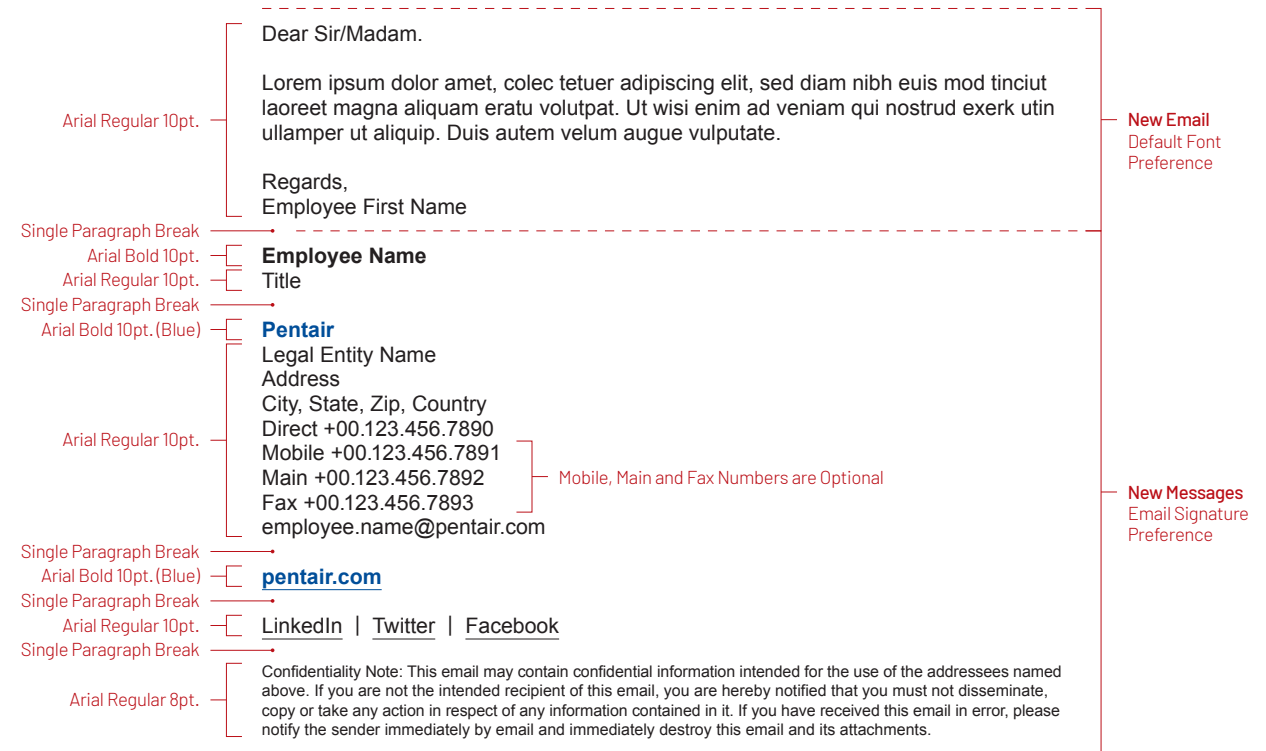 Dear Sir/Madam.
Lorem ipsum dolor amet, colec tetuer adipiscing elit, sed diam nibh euis mod tinciut
laoreet magna aliquam eratu volutpat. Ut wisi enim ad veniam qui nostrud exerk utin
ullamper ut aliquip. Duis autem velum augue vulputate.
Regards,
Employee First Name
Arial Regular 10pt.
New Email
Default Font
Preference
Single Paragraph Break
Arial Bold 10pt.
Employee Name
Arial Regular 10pt.
Title
Single Paragraph Break
Arial Bold 10pt. (Blue)
Pentair
Legal Entity Name
Address
City, State, Zip, Country
Direct +00.123.456.7890
Mobile +00.123.456.7891
Main +00.123.456.7892
Fax +00.123.456.7893
employee.name@pentair.com
Arial Regular 10pt.
Mobile, Main and Fax Numbers are Optional
New Messages
Email Signature
Preference
Single Paragraph Break
Arial Bold 10pt. (Blue)
pentair.com
Single Paragraph Break
Arial Regular 10pt.
LinkedIn | Twitter | Facebook
Single Paragraph Break
Arial Regular 8pt.
Confidentiality Note: This email may contain confidential information intended for the use of the addressees named
above. If you are not the intended recipient of this email, you are hereby notified that you must not disseminate,
copy or take any action in respect of any information contained in it. If you have received this email in error, please
notify the sender immediately by email and immediately destroy this email and its attachments.